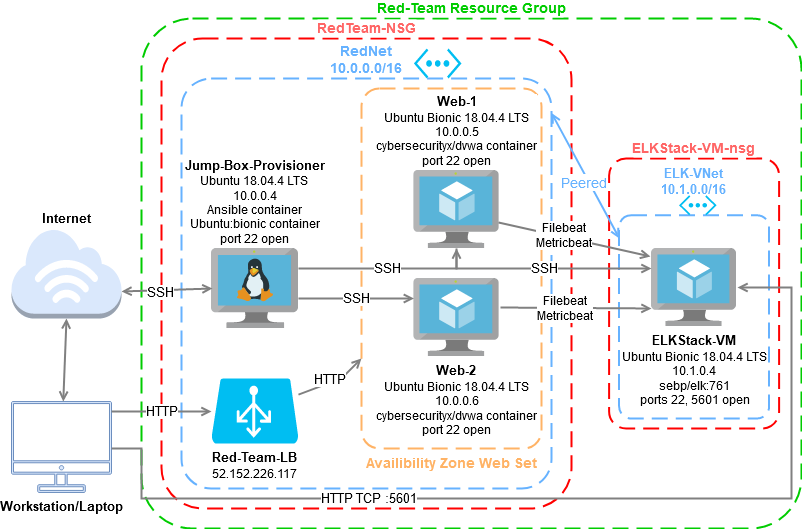 Red-Team Resource Group
RedTeam-NSG
RedNet
10.0.0.0/16
Web-1
Ubuntu Bionic 18.04.4 LTS
10.0.0.5
cybersecurityx/dvwa container
port 22 open
Jump-Box-Provisioner
Ubuntu 18.04.4 LTS
10.0.0.4
Ansible container
Ubuntu:bionic container
port 22 open
ELKStack-VM-nsg
ELK-VNet
10.1.0.0/16
Peered
Internet
Filebeat
Metricbeat
SSH
SSH
SSH
SSH
Filebeat
Metricbeat
ELKStack-VM
Ubuntu Bionic 18.04.4 LTS
10.1.0.4
sebp/elk:761
ports 22, 5601 open
Web-2
Ubuntu Bionic 18.04.4 LTS
10.0.0.6
cybersecurityx/dvwa container
port 22 open
HTTP
HTTP
Red-Team-LB
52.152.226.117
Availibility Zone Web Set
Workstation/Laptop
HTTP TCP :5601